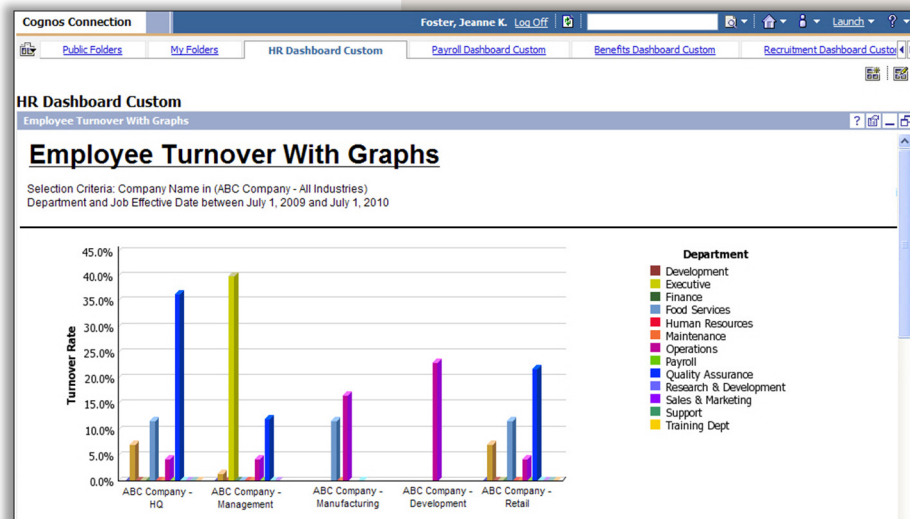 Cognos Connection
Foster, Jeanne K. Log Off
Launch
?
Public Folders
My Folders
HR Dashboard Custom
Payroll Dashboard Custom
Benefits Dashboard Custom
Recruitment Dashboard Custo
HR Dashboard Custom
Employee Turnover With Graphs
?
Employee Turnover With Graphs
Selection Criteria: Company Name in (ABC Company - All Industries)
Department and Job Effective Date between July 1, 2009 and July 1, 2010
Turnover Rate
45.0%
40.0%
35.0%
30.0%
25.0%
20.0%
15.0%
10.0%
5.0%
0.0%
ABC Company -
HQ
ABC Company -
Management
ABC Company -
Manufacturing
ABC Company -
Development
ABC Company -
Retail
Department
Development
Executive
Finance
Food Services
Human Resources
Maintenance
Operations
Payroll
Quality Assurance
Research & Development
Sales & Marketing
Support
Training Dept